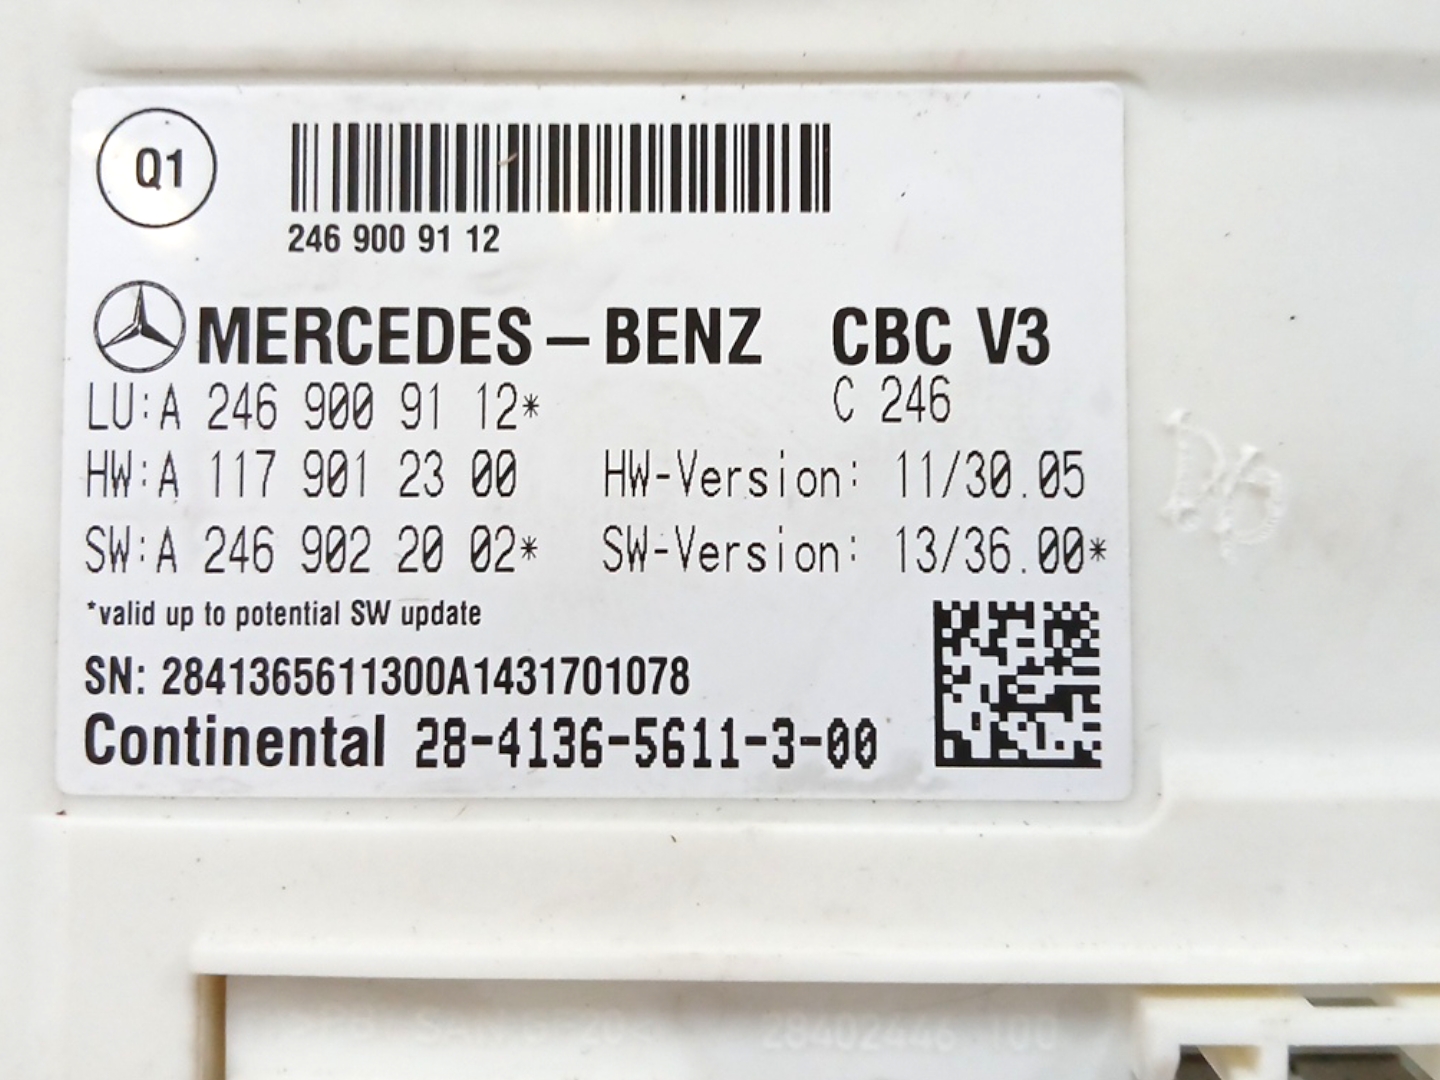 Q1
246 900 91 12
MERCEDES-BENZ CBC V3
LU:A 246 900 91 12* C 246
HW:A 117 901 23 00 HW-Version: 11/30.05
SW:A 246 902 20 02* SW-Version: 13/36.00*
*valid up to potential SW update
SN: 2841365611300A1431701078
Continental 28-4136-5611-3-00
28402446 100